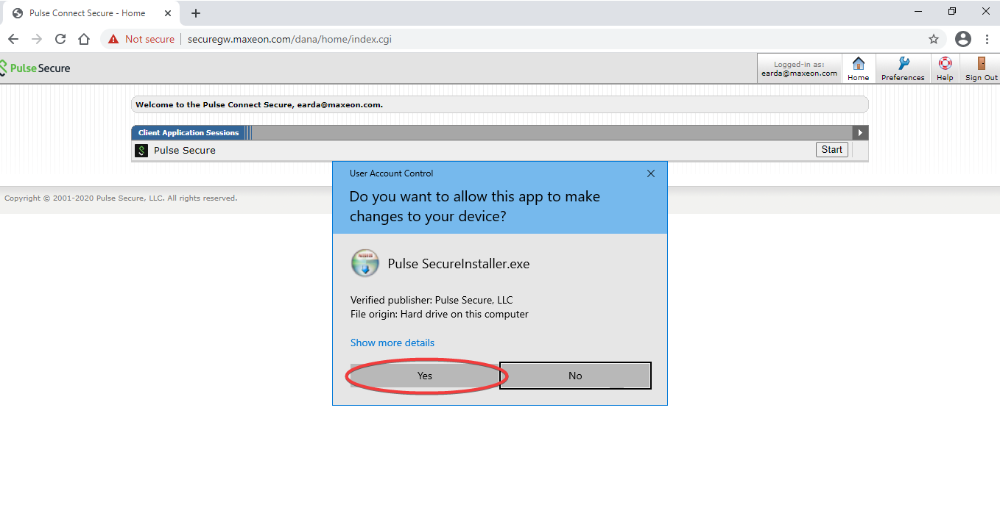 Pulse Connect Secure - Home
Not secure
securegw.maxeon.com/dana/home/index.cgi
Pulse Secure
Logged-in as:
earda@maxeon.com
Home
Preferences
Help
Sign Out
Welcome to the Pulse Connect Secure, earda@maxeon.com.
Client Application Sessions
Pulse Secure
Start
Copyright © 2001-2020 Pulse Secure, LLC. All rights reserved.
User Account Control
Do you want to allow this app to make
changes to your device?
Pulse SecureInstaller.exe
Verified publisher: Pulse Secure, LLC
File origin: Hard drive on this computer
Show more details
Yes
No